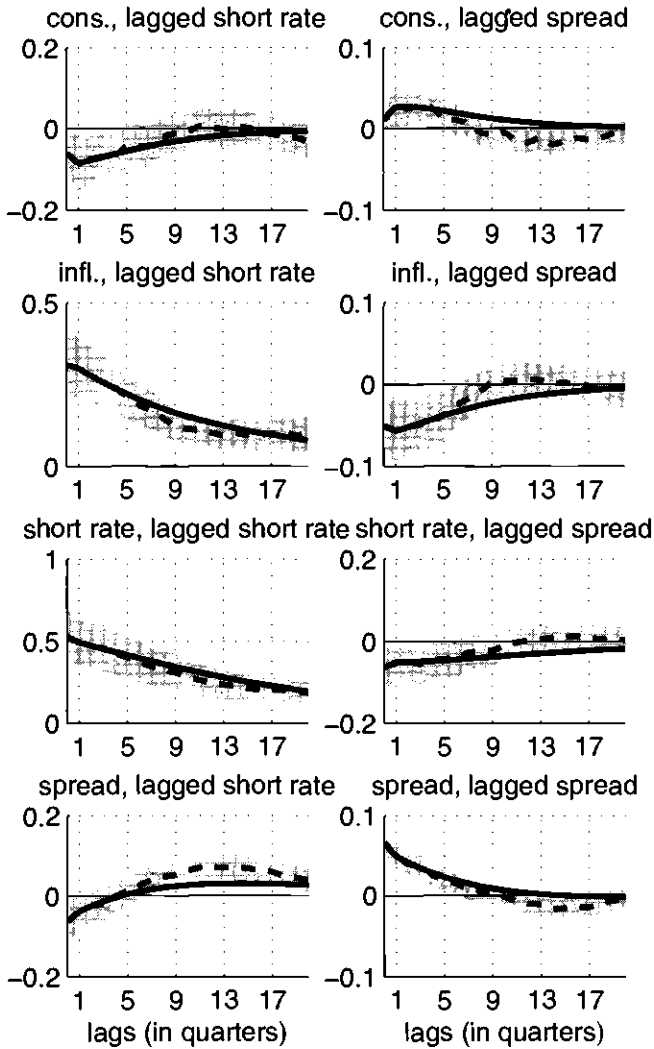 cons., lagged short rate
cons., lagged spread
0.2
0
−0.2
1 5 9 13 17
0.1
0
−0.1
1 5 9 13 17
infl., lagged short rate
infl., lagged spread
0.5
0
1 5 9 13 17
0.1
0
−0.1
1 5 9 13 17
short rate, lagged short rate
short rate, lagged spread
1
0.5
0
1 5 9 13 17
0.2
0
−0.2
1 5 9 13 17
spread, lagged short rate
spread, lagged spread
0.2
0
−0.2
1 5 9 13 17
lags (in quarters)
0.1
0
−0.1
1 5 9 13 17
lags (in quarters)